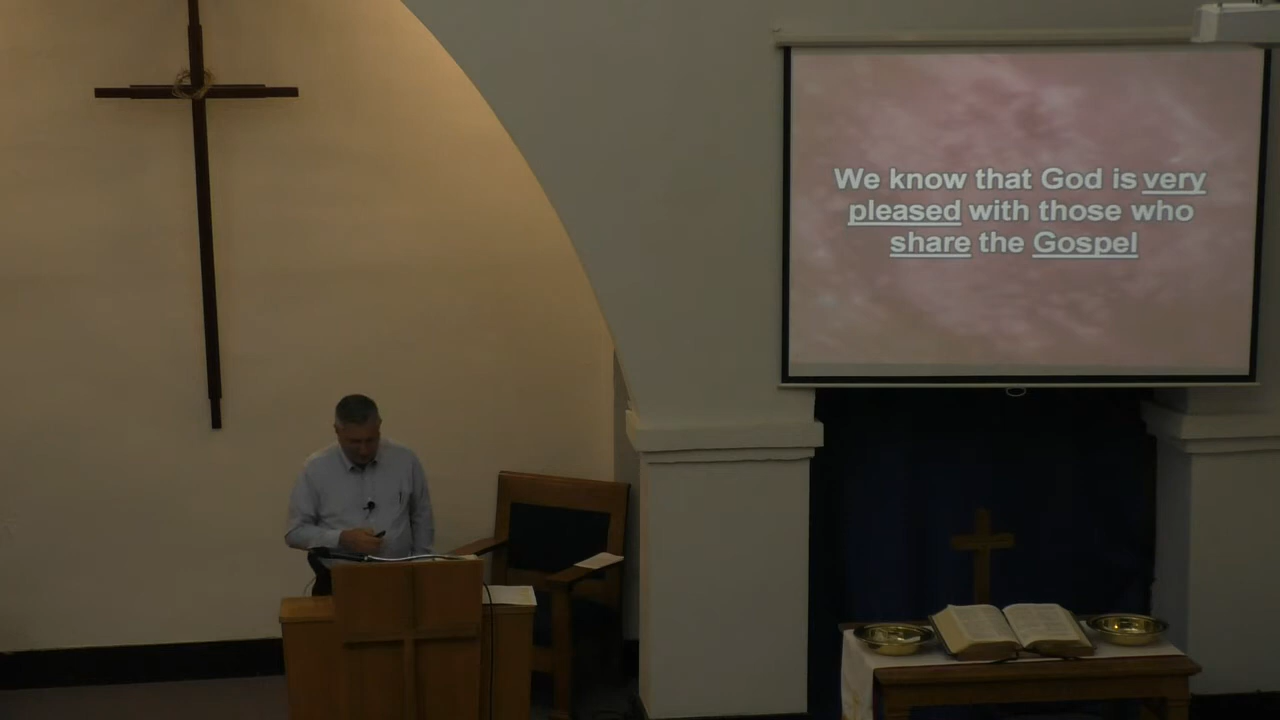 We know that God is very
pleased with those who
share the Gospel